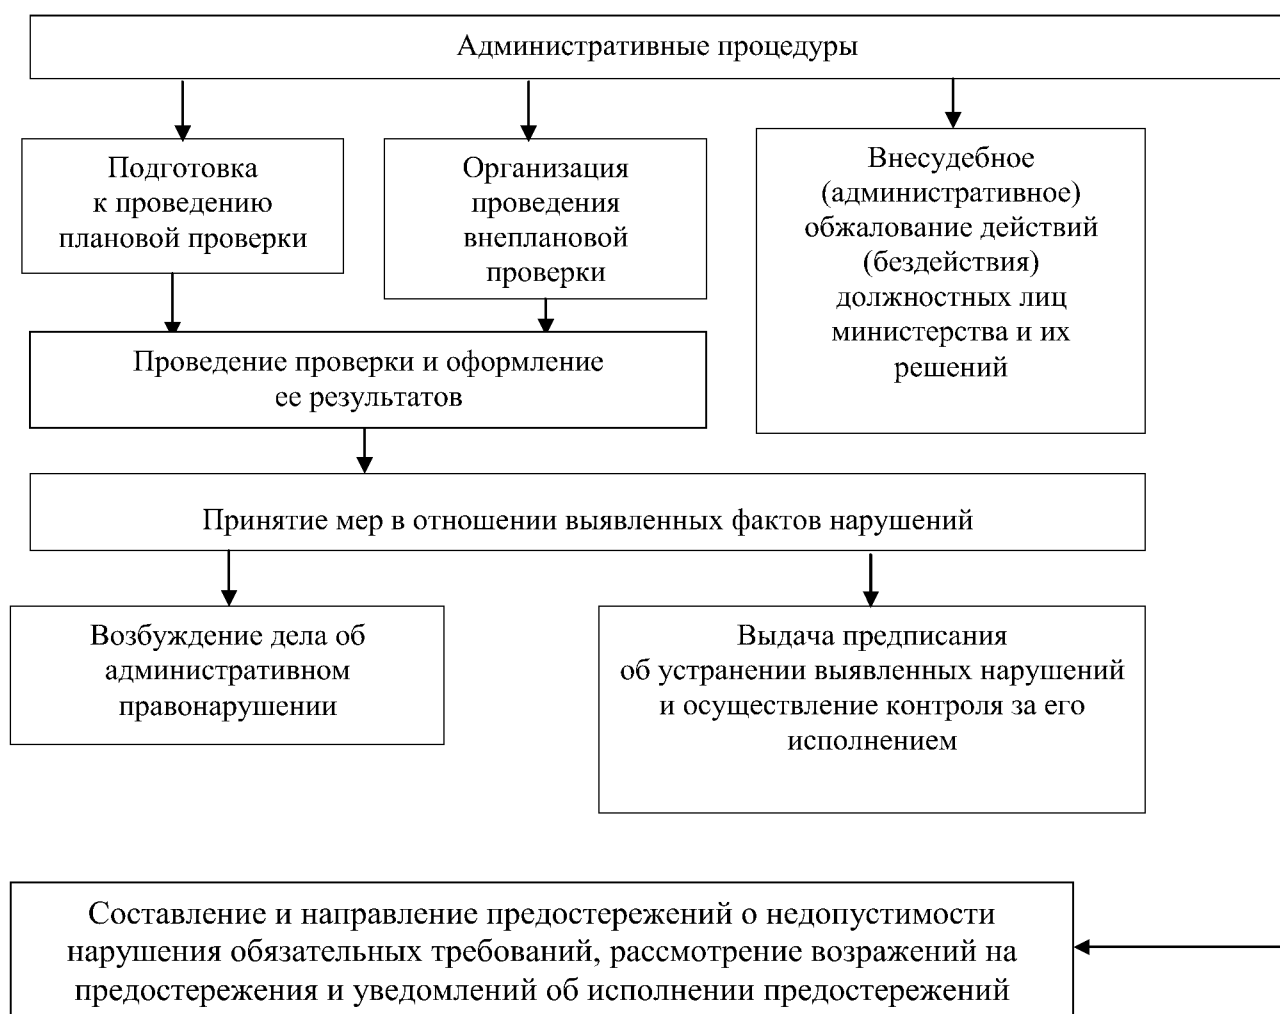 Административные процедуры
Подготовка
к проведению
плановой проверки
Организация
проведения
внеплановой
проверки
Внесудебное
(административное)
обжалование действий
(бездействия)
должностных лиц
министерства и их
решений
Проведение проверки и оформление
ее результатов
Принятие мер в отношении выявленных фактов нарушений
Возбуждение дела об
административном
правонарушении
Выдача предписания
об устранении выявленных нарушений
и осуществление контроля за его
исполнением
Составление и направление предостережений о недопустимости
нарушения обязательных требований, рассмотрение возражений на
предостережения и уведомлений об исполнении предостережений